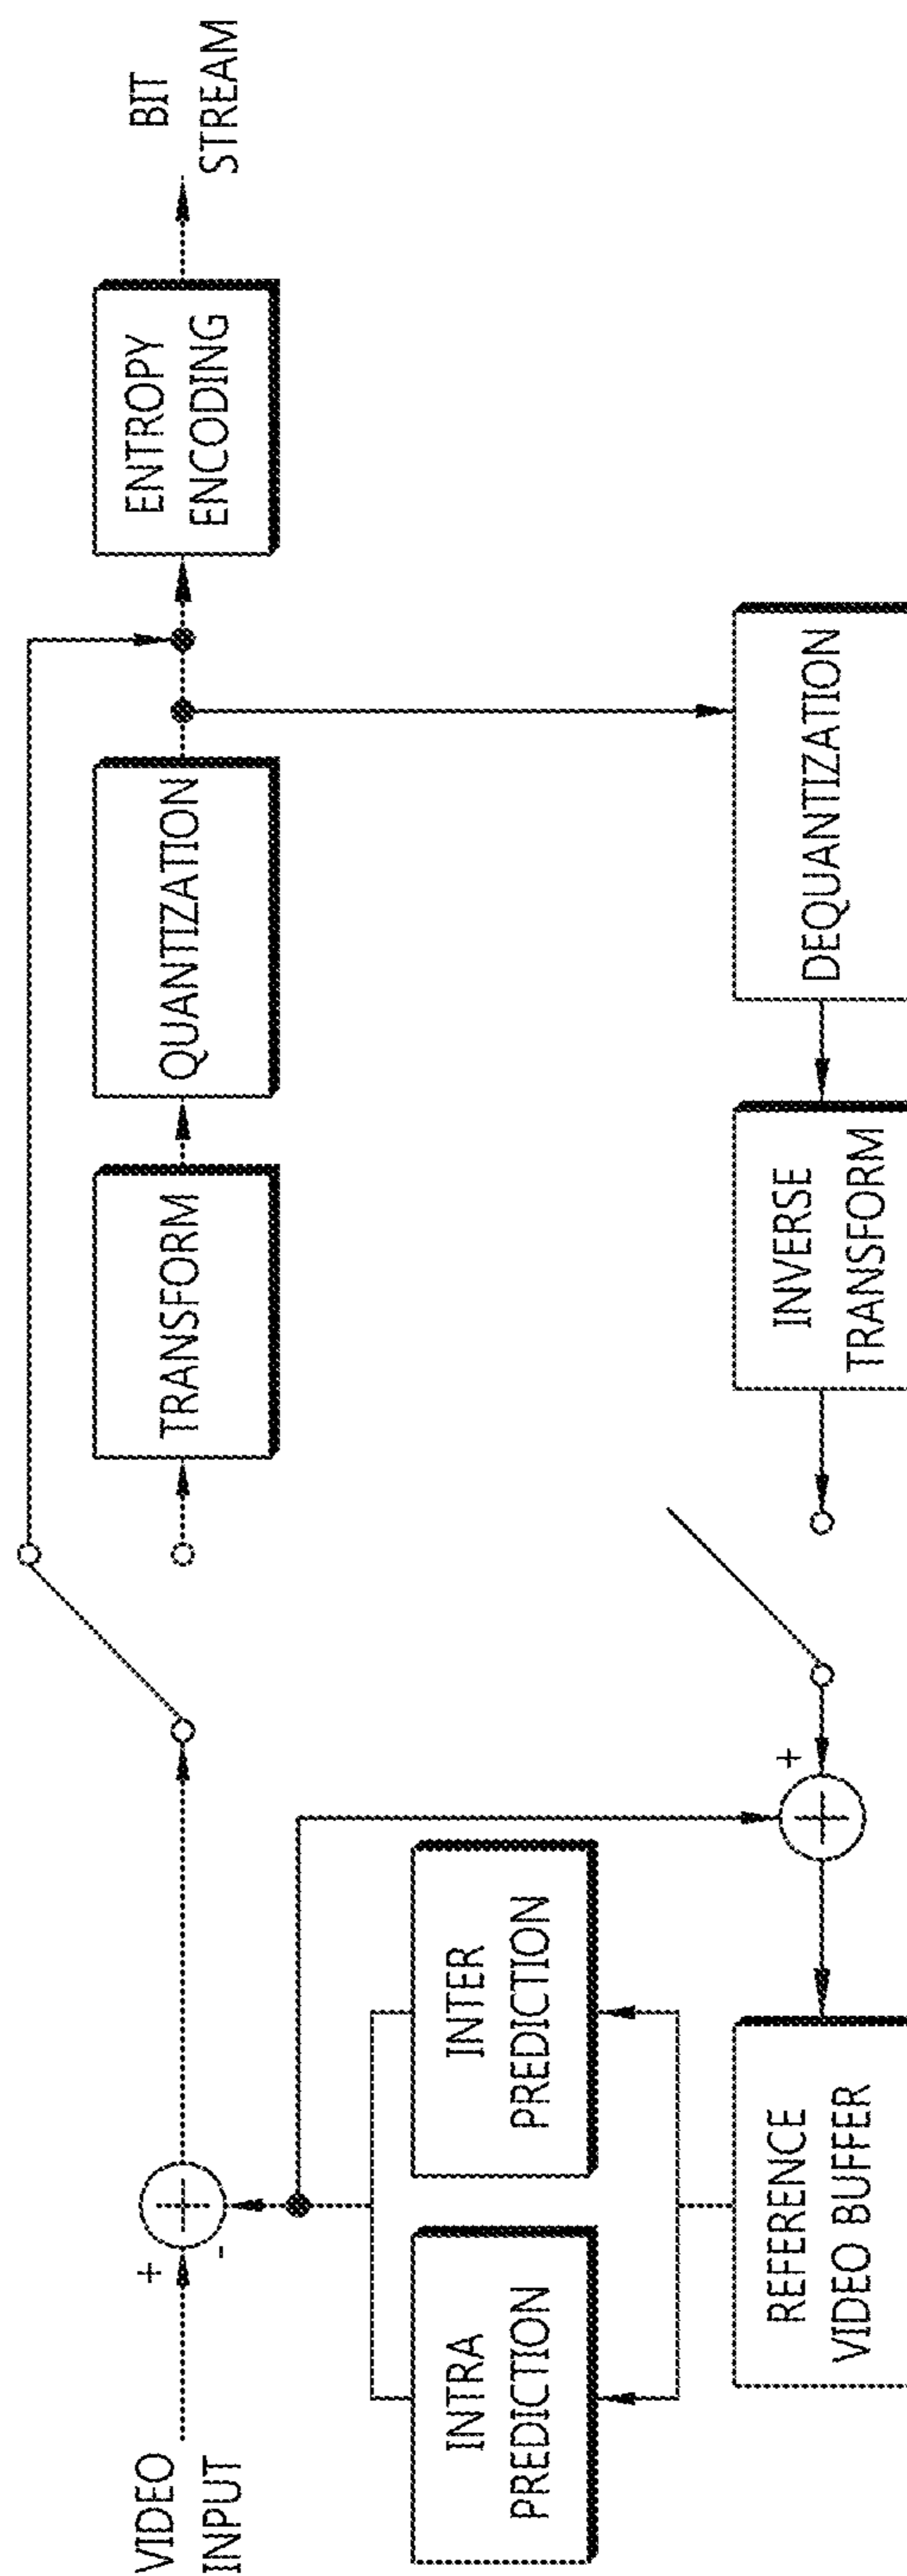 VIDEO
INPUT
+
-
TRANSFORM
QUANTIZATION
ENTROPY
ENCODING
BIT
STREAM
INTRA
PREDICTION
INTER
PREDICTION
+
REFERENCE
VIDEO BUFFER
INVERSE
TRANSFORM
DEQUANTIZATION